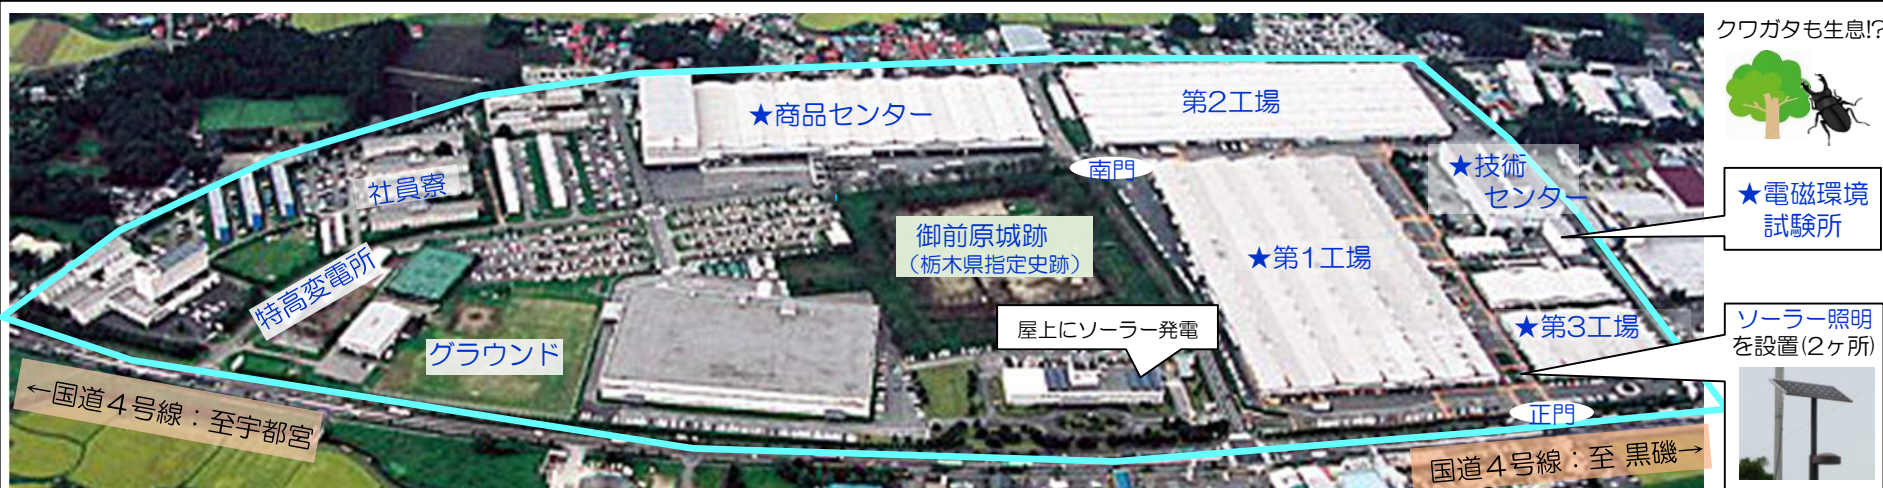 クワガタも生息!?
★商品センター
第2工場
南門
★技術
センター
★電磁環境
試験所
社員寮
御前原城跡
（栃木県指定史跡）
★第1工場
特高変電所
屋上にソーラー発電
★第3工場
ソーラー照明
を設置(2ヶ所)
グラウンド
←国道４号線：至宇都宮
正門
国道４号線：至 黒磯→